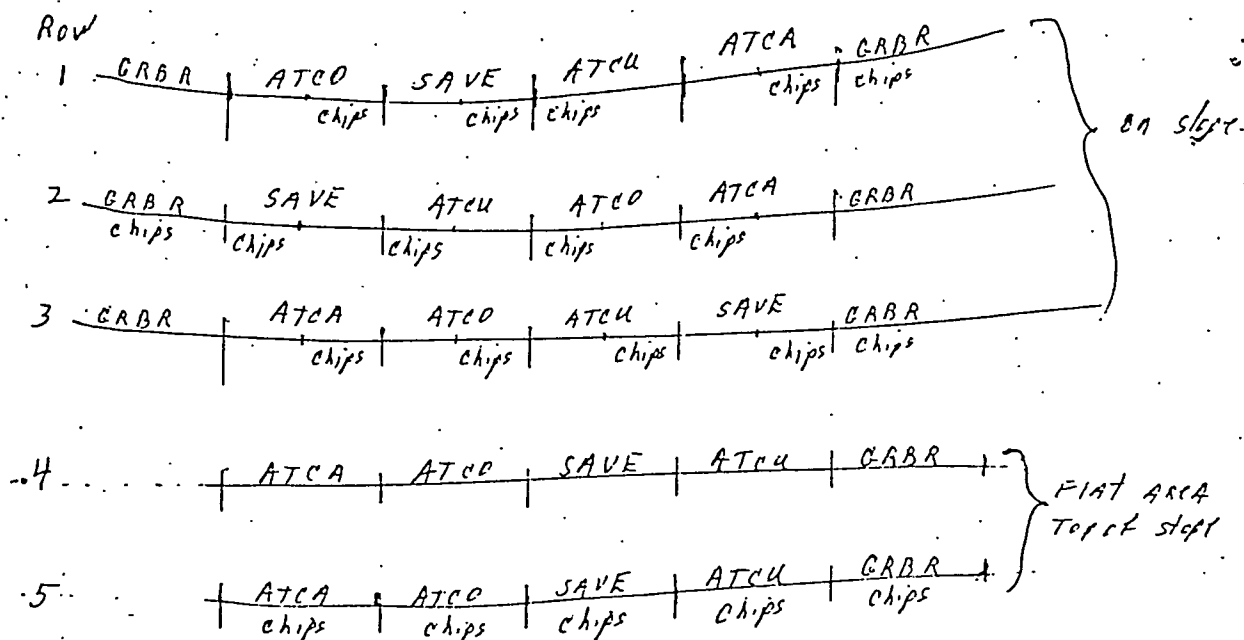 Row
1 GRBR ATCO SAVE ATCU ATCA GRBR
chips chips chips chips chips
on slope
2 GRBR SAVE ATCU ATCO ATCA GRBR
chips chips chips chips chips
3 GRBR ATCA ATCO ATCU SAVE GRBR
chips chips chips chips chips
4 ATCA ATCO SAVE ATCU GRBR
Flat Area
Top of slope
5 ATCA ATCO SAVE ATCU GRBR
chips chips chips chips chips